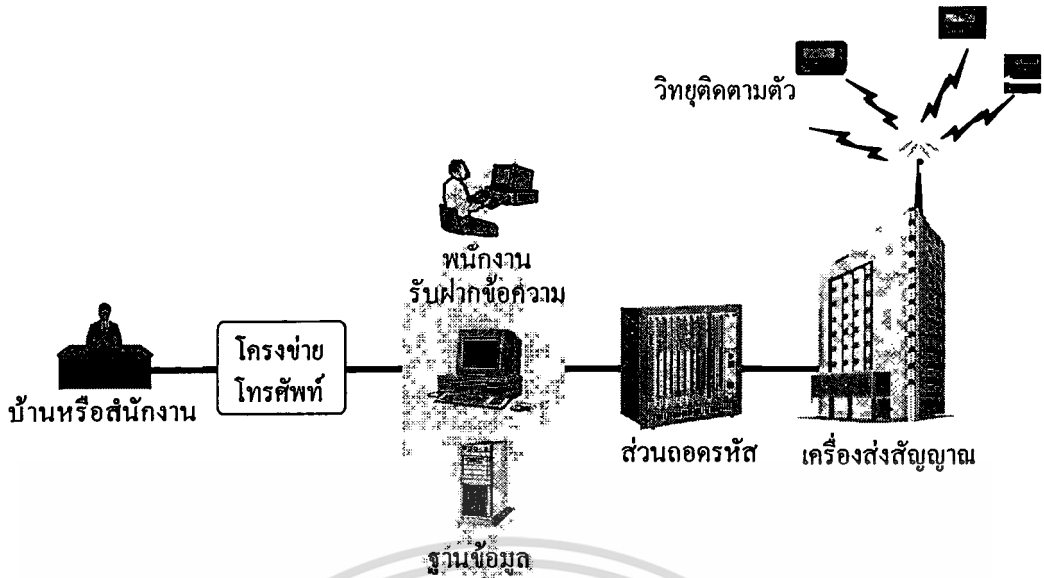 วิทยุติดตามตัว
พนักงาน
รับฝากข้อความ
โครงข่าย
โทรศัพท์
บ้านหรือสำนักงาน
ส่วนถอดรหัส
เครื่องส่งสัญญาณ
ฐานข้อมูล